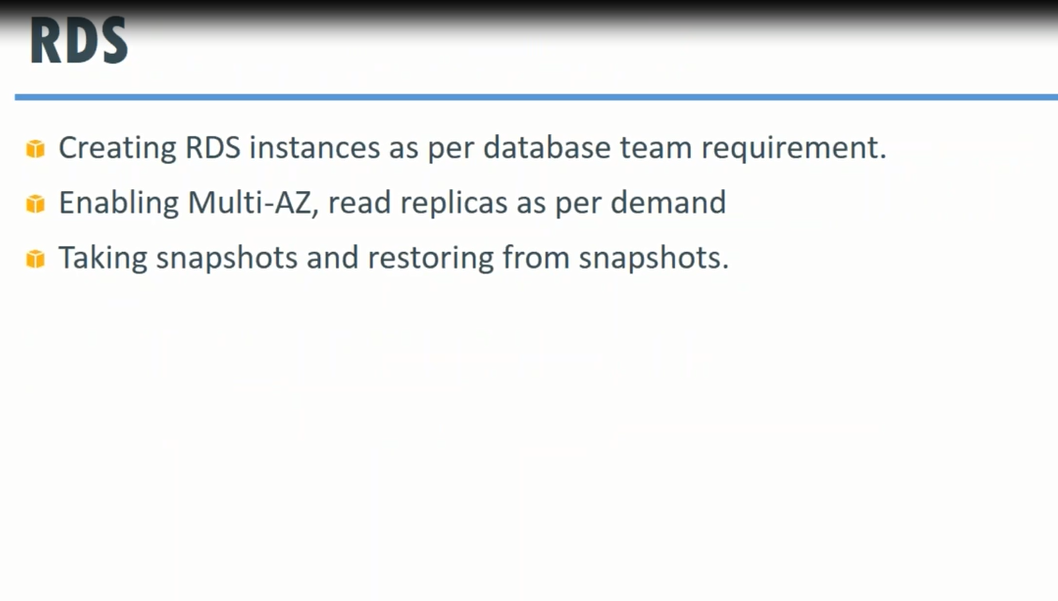 RDS
Creating RDS instances as per database team requirement.
Enabling Multi-AZ, read replicas as per demand
Taking snapshots and restoring from snapshots.